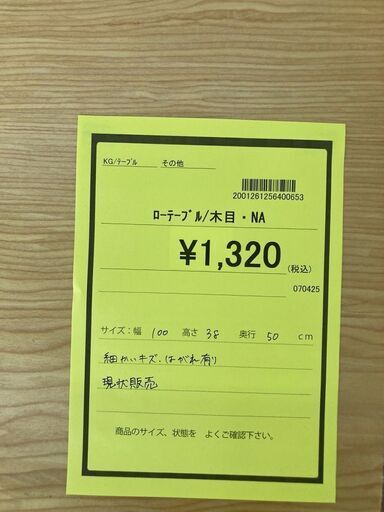 KG/テーブル　その他
2001261256400653
ﾛｰﾃｰﾌﾞﾙ/木目・NA
¥1,320(税込)
070425
サイズ：幅 100 高さ 38 奥行 50 cm
細かいキズ、はがれ有り
現状販売
商品のサイズ、状態を　よくご確認下さい。